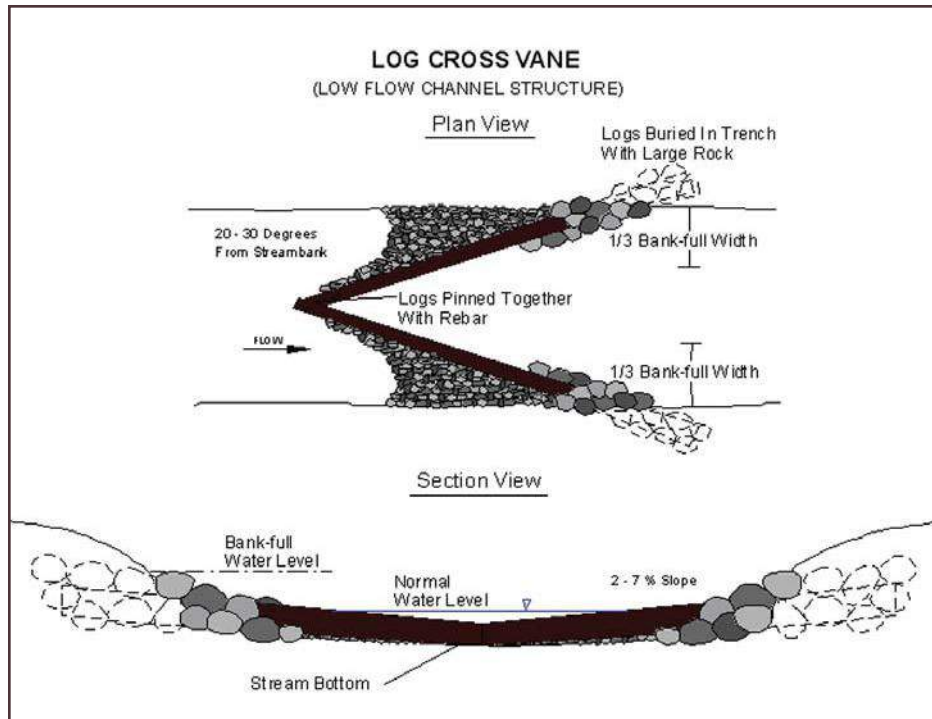 LOG CROSS VANE
(LOW FLOW CHANNEL STRUCTURE)
Plan View
Logs Buried In Trench
With Large Rock
20 - 30 Degrees
From Streambank
1/3 Bank-full Width
Logs Pinned Together
With Rebar
FLOW
1/3 Bank-full Width
Section View
Bank-full
Water Level
Normal
Water Level
2 - 7 % Slope
Stream Bottom